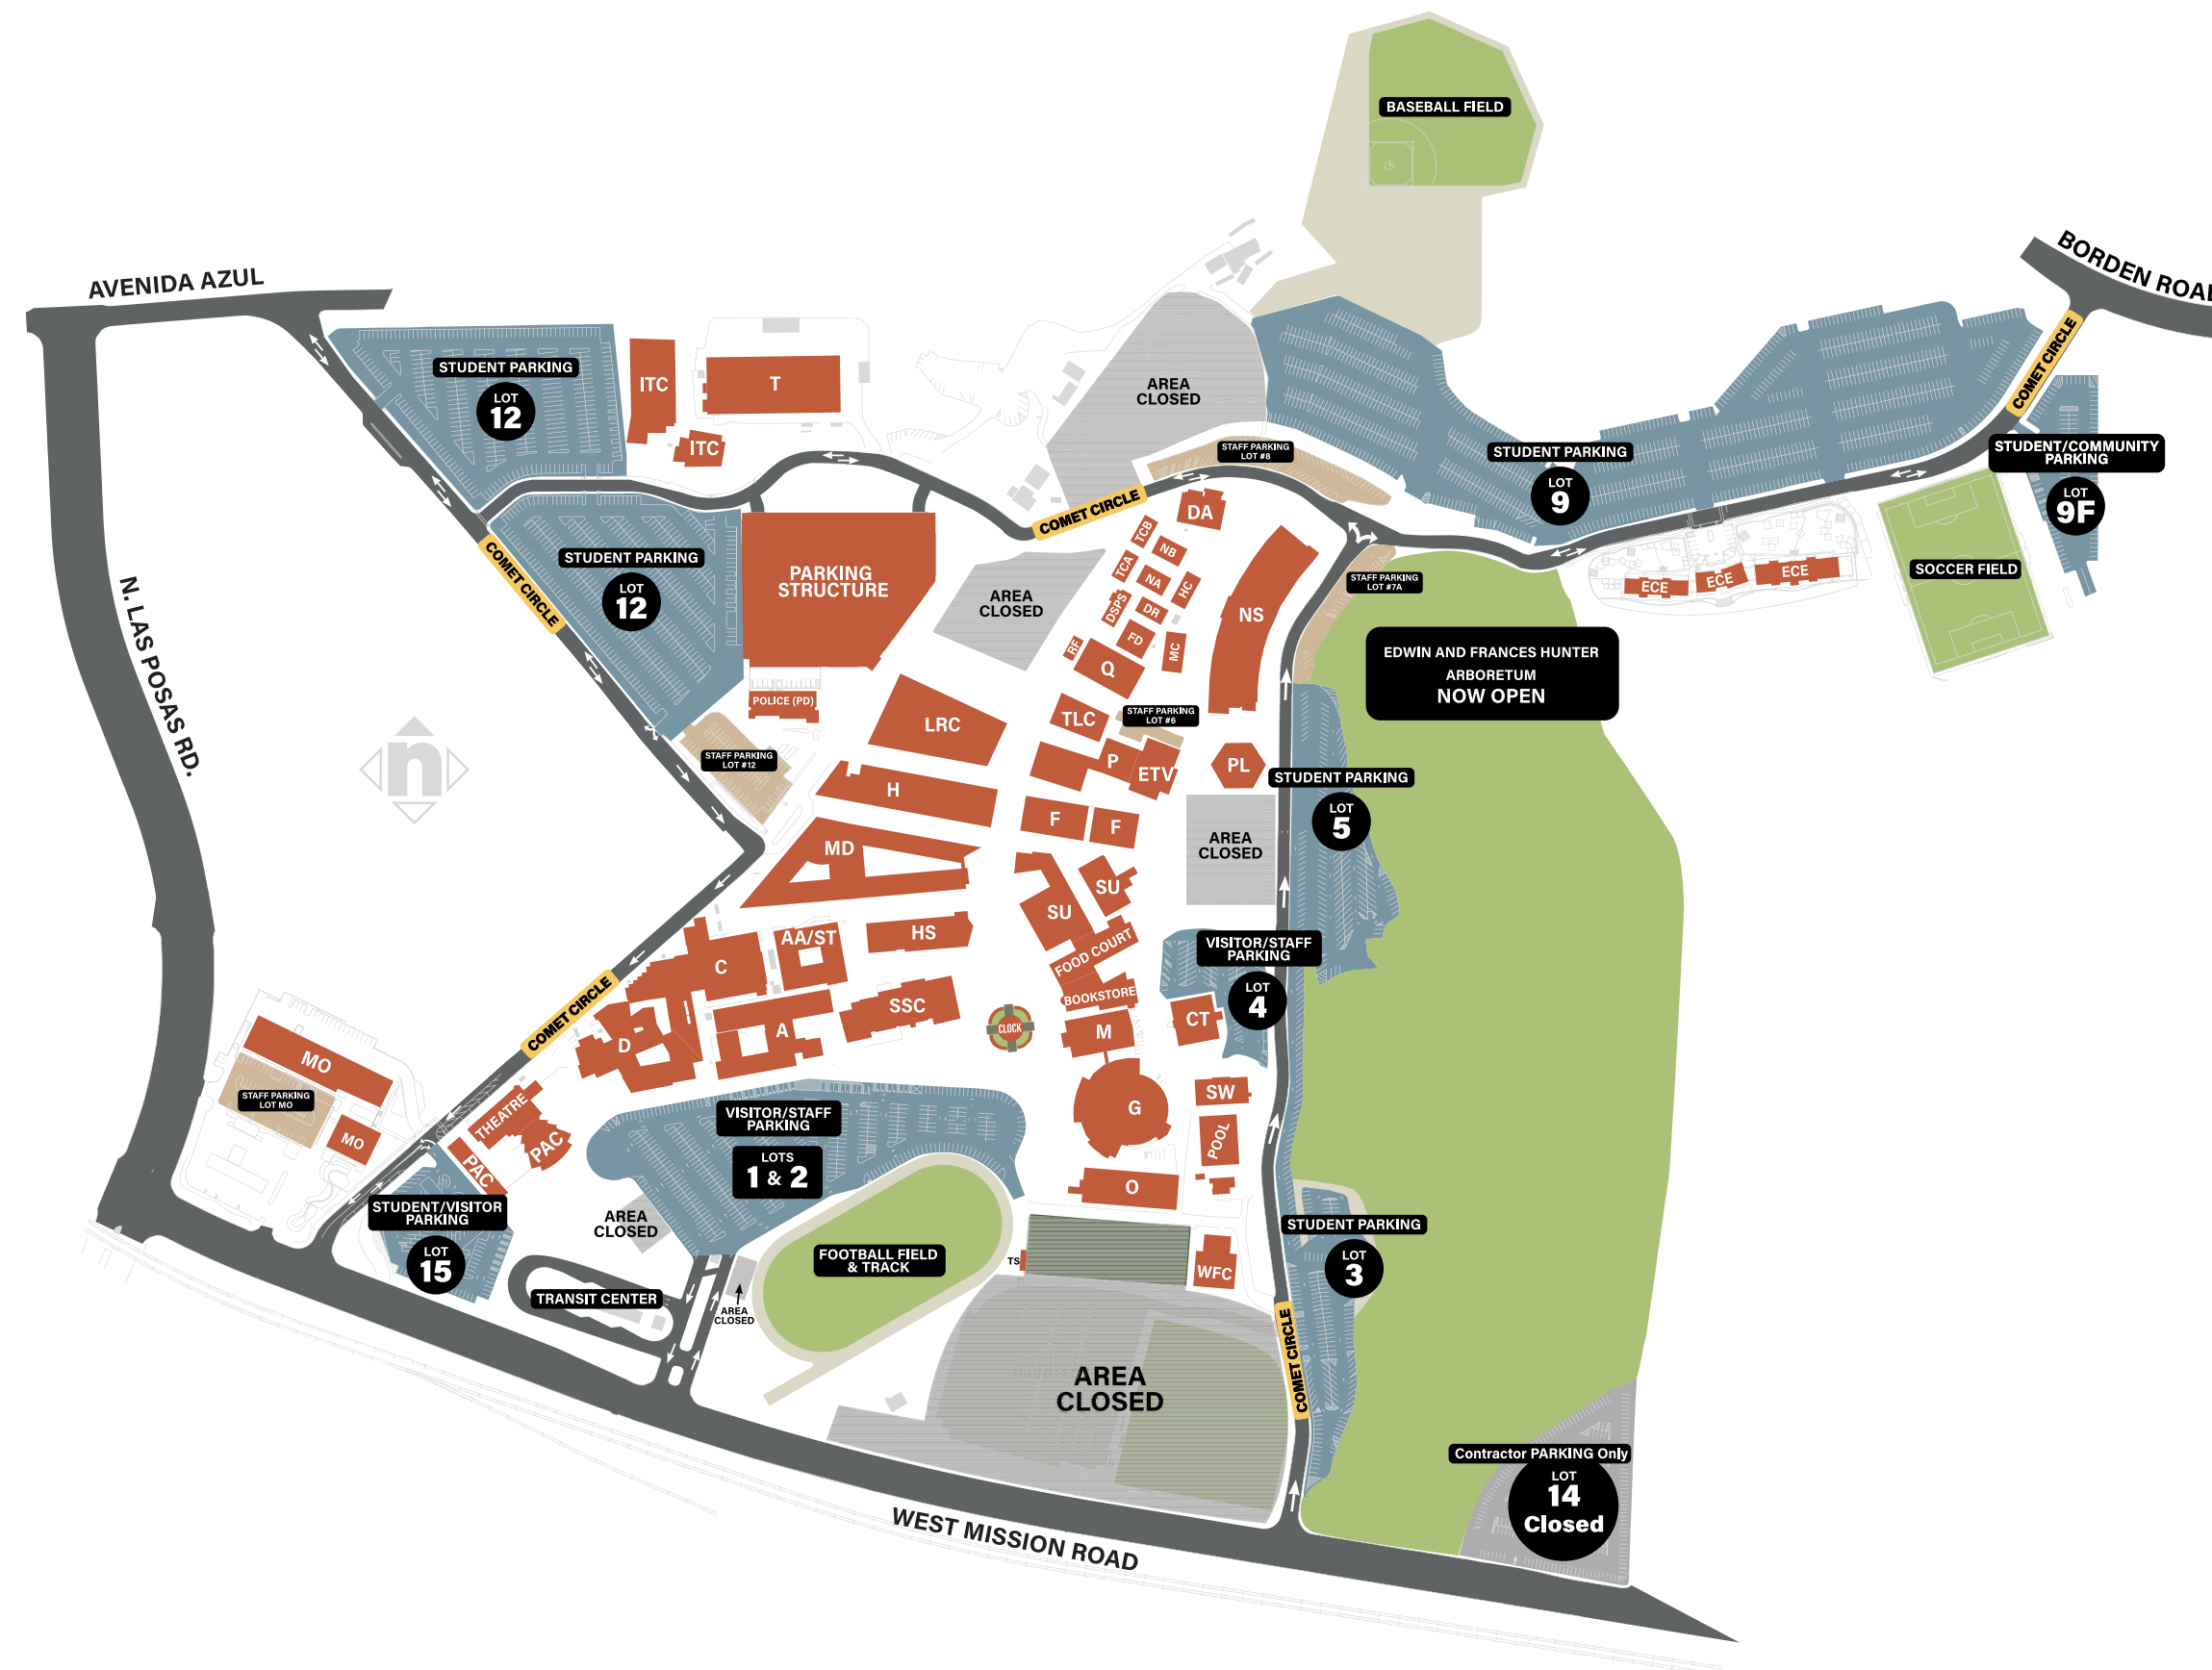 BASEBALL FIELD
BORDEN ROAD
AVENIDA AZUL
COMET CIRCLE
STUDENT PARKING
LOT
12
ITC
T
ITC
AREA
CLOSED
STAFF PARKING
LOT #8
STUDENT PARKING
LOT
9
STUDENT/COMMUNITY
PARKING
LOT
9F
COMET CIRCLE
DA
TCB
NB
TCA
NA
HC
DSPS
DR
FD
RF
MC
Q
NS
STAFF PARKING
LOT #7A
ECE
ECE
ECE
SOCCER FIELD
COMET CIRCLE
STUDENT PARKING
LOT
12
PARKING
STRUCTURE
AREA
CLOSED
N. LAS POSAS RD.
EDWIN AND FRANCES HUNTER
ARBORETUM
NOW OPEN
POLICE (PD)
LRC
TLC
STAFF PARKING
LOT #6
n
STAFF PARKING
LOT #12
P
ETV
PL
STUDENT PARKING
LOT
5
H
F
F
AREA
CLOSED
MD
SU
SU
FOOD COURT
BOOKSTORE
AA/ST
HS
C
VISITOR/STAFF
PARKING
LOT
4
COMET CIRCLE
SSC
CLOCK
M
CT
D
A
MO
STAFF PARKING
LOT MO
MO
THEATRE
PAC
PAC
VISITOR/STAFF
PARKING
LOTS
1 & 2
G
SW
POOL
O
STUDENT/VISITOR
PARKING
LOT
15
AREA
CLOSED
FOOTBALL FIELD
& TRACK
TS
WFC
STUDENT PARKING
LOT
3
TRANSIT CENTER
AREA
CLOSED
COMET CIRCLE
AREA
CLOSED
Contractor PARKING Only
LOT
14
Closed
WEST MISSION ROAD